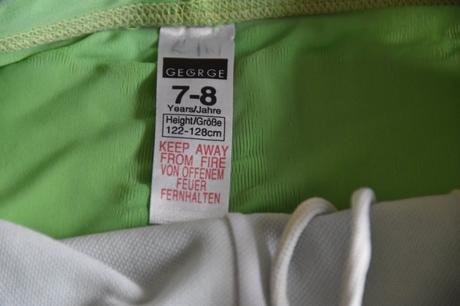 GEORGE
7-8
Years/Jahre
Height/Größe
122-128cm
KEEP AWAY
FROM FIRE
VON OFFENEM
FEUER
FERNHALTEN